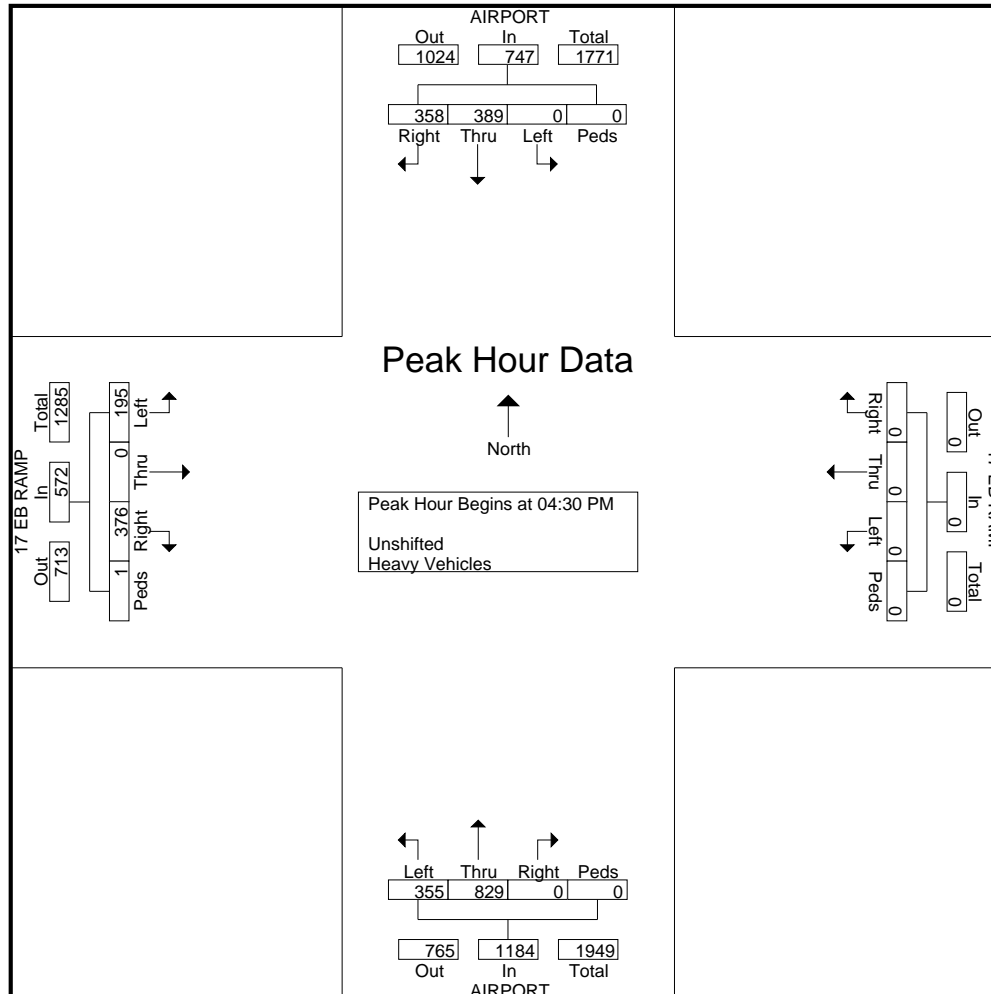 AIRPORT
Out In Total
1024 747 1771
358 389 0 0
Right Thru Left Peds
Peak Hour Data
North
Peak Hour Begins at 04:30 PM
Unshifted
Heavy Vehicles
17 EB RAMP
Out In Total
713 572 1285
195 0 376 1
Left Thru Right Peds
Out In Total
0 0 0
Right Thru Left Peds
0 0 0 0
Left Thru Right Peds
355 829 0 0
765 1184 1949
Out In Total
AIRPORT